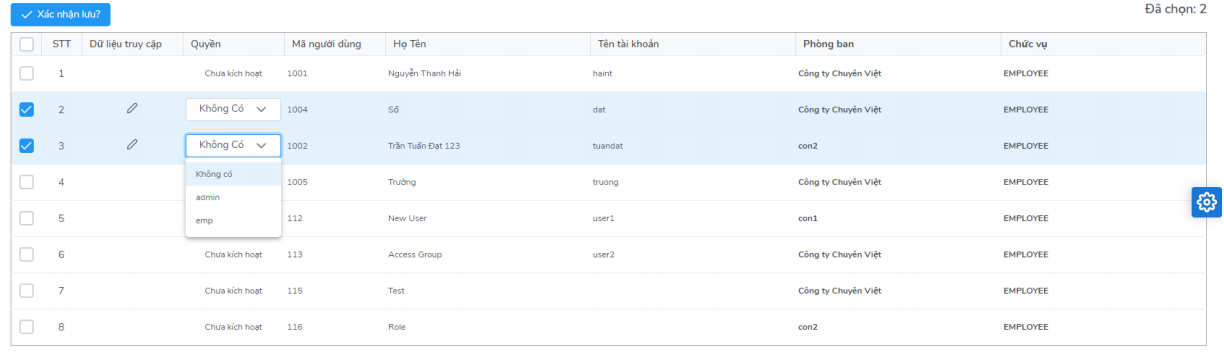 Xác nhận lưu?
Đã chọn: 2
STT Dữ liệu truy cập Quyền Mã người dùng Họ Tên Tên tài khoản Phòng ban Chức vụ
1 Chưa kích hoạt 1001 Nguyễn Thanh Hải haint Công ty Chuyên Việt EMPLOYEE
2 Không Có 1004 Số dat Công ty Chuyên Việt EMPLOYEE
3 Không Có 1002 Trần Tuấn Đạt 123 tuandat con2 EMPLOYEE
Không có
4 1005 Trường truong Công ty Chuyên Việt EMPLOYEE
admin
5 112 New User user1 con1 EMPLOYEE
emp
6 Chưa kích hoạt 113 Access Group user2 Công ty Chuyên Việt EMPLOYEE
7 Chưa kích hoạt 115 Test Công ty Chuyên Việt EMPLOYEE
8 Chưa kích hoạt 116 Role con2 EMPLOYEE